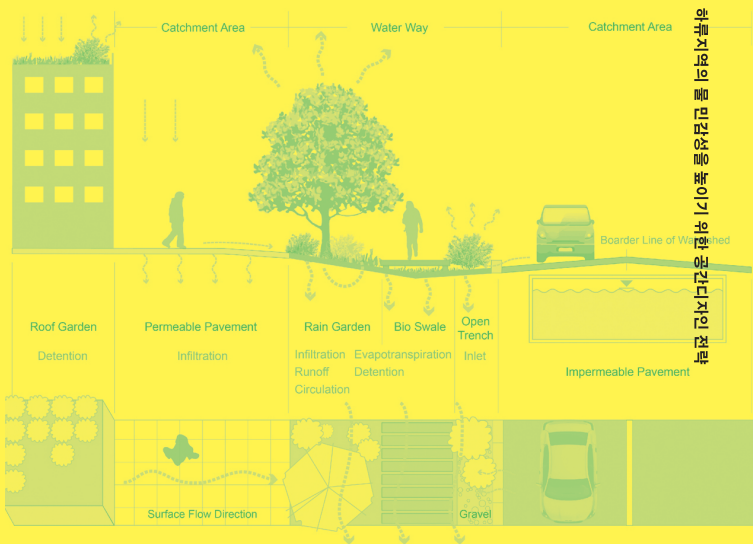 Catchment Area
Water Way
Catchment Area
하류지역의 물 민감성을 높이기 위한 공간디자인 전략
Boarder Line of Watershed
Roof Garden
Detention
Permeable Pavement
Infiltration
Rain Garden
Infiltration
Runoff
Circulation
Bio Swale
Evapotranspiration
Detention
Open
Trench
Inlet
Impermeable Pavement
Surface Flow Direction
Gravel